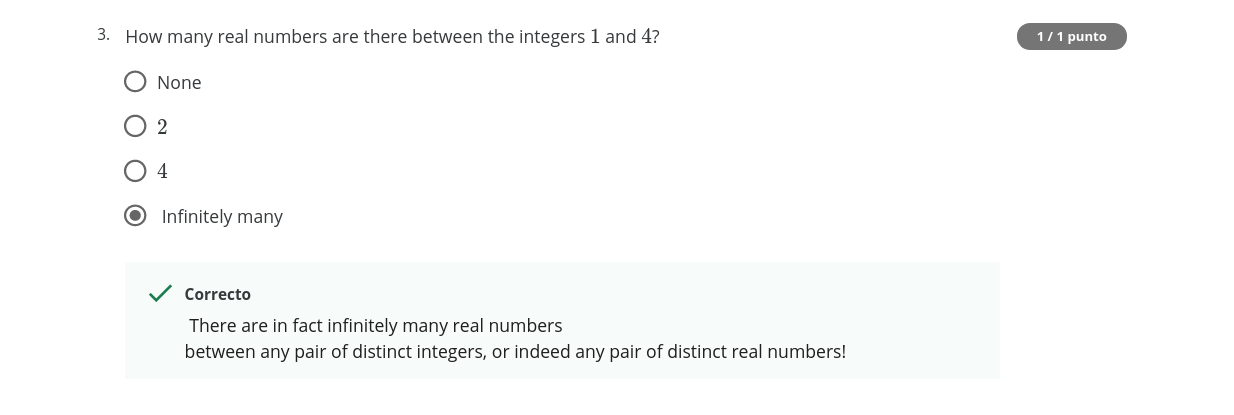 3. How many real numbers are there between the integers 1 and 4?
1 / 1 punto
None
2
4
Infinitely many
Correcto
There are in fact infinitely many real numbers
between any pair of distinct integers, or indeed any pair of distinct real numbers!